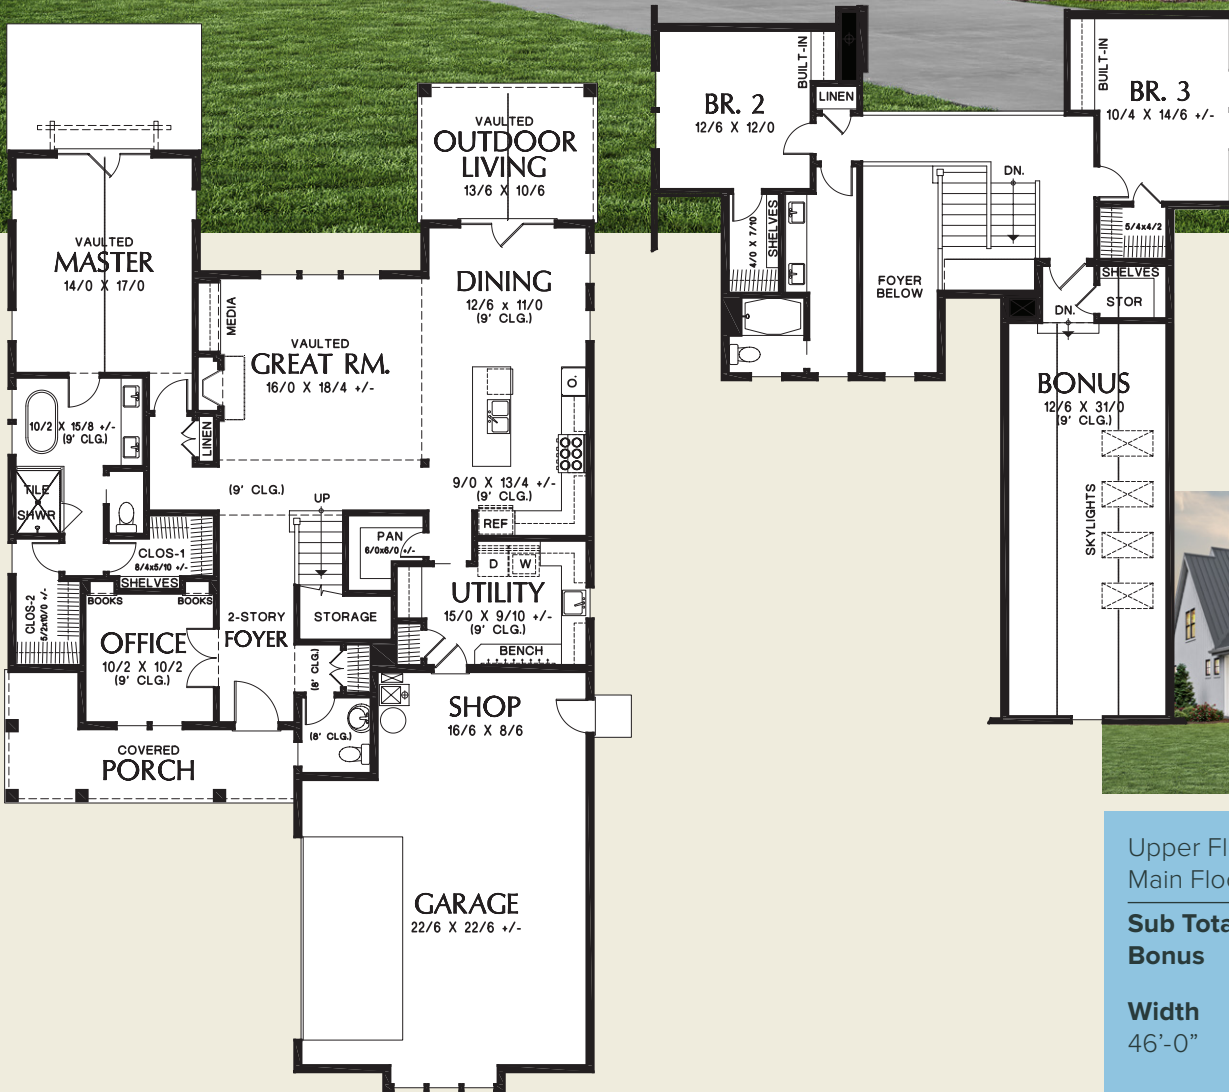 VAULTED
OUTDOOR
LIVING
13/6 X 10/6
VAULTED
MASTER
14/0 X 17/0
DINING
12/6 x 11/0
(9' CLG.)
MEDIA
VAULTED
GREAT RM.
16/0 X 18/4 +/-
10/2 X 15/8 +/-
(9' CLG.)
LINEN
TILE
SHWR
(9' CLG.)
UP
9/0 X 13/4 +/-
(9' CLG.)
REF
PAN
6/0x6/0 +/-
CLOS-1
8/4x5/10 +/-
SHELVES
D
W
UTILITY
15/0 X 9/10 +/-
(9' CLG.)
BENCH
CLOS-2
5/2x10/0 +/-
BOOKS
BOOKS
OFFICE
10/2 X 10/2
(9' CLG.)
2-STORY
FOYER
STORAGE
(8' CLG.)
(8' CLG.)
SHOP
16/6 X 8/6
COVERED
PORCH
GARAGE
22/6 X 22/6 +/-
BR. 2
12/6 X 12/0
BUILT-IN
LINEN
BUILT-IN
BR. 3
10/4 X 14/6 +/-
DN.
4/0 X 7/10
SHELVES
5/4x4/2
FOYER
BELOW
SHELVES
STOR
DN.
BONUS
12/6 X 31/0
(9' CLG.)
SKYLIGHTS
Upper Fl
Main Floo
Sub Tota
Bonus
Width
46'-0”